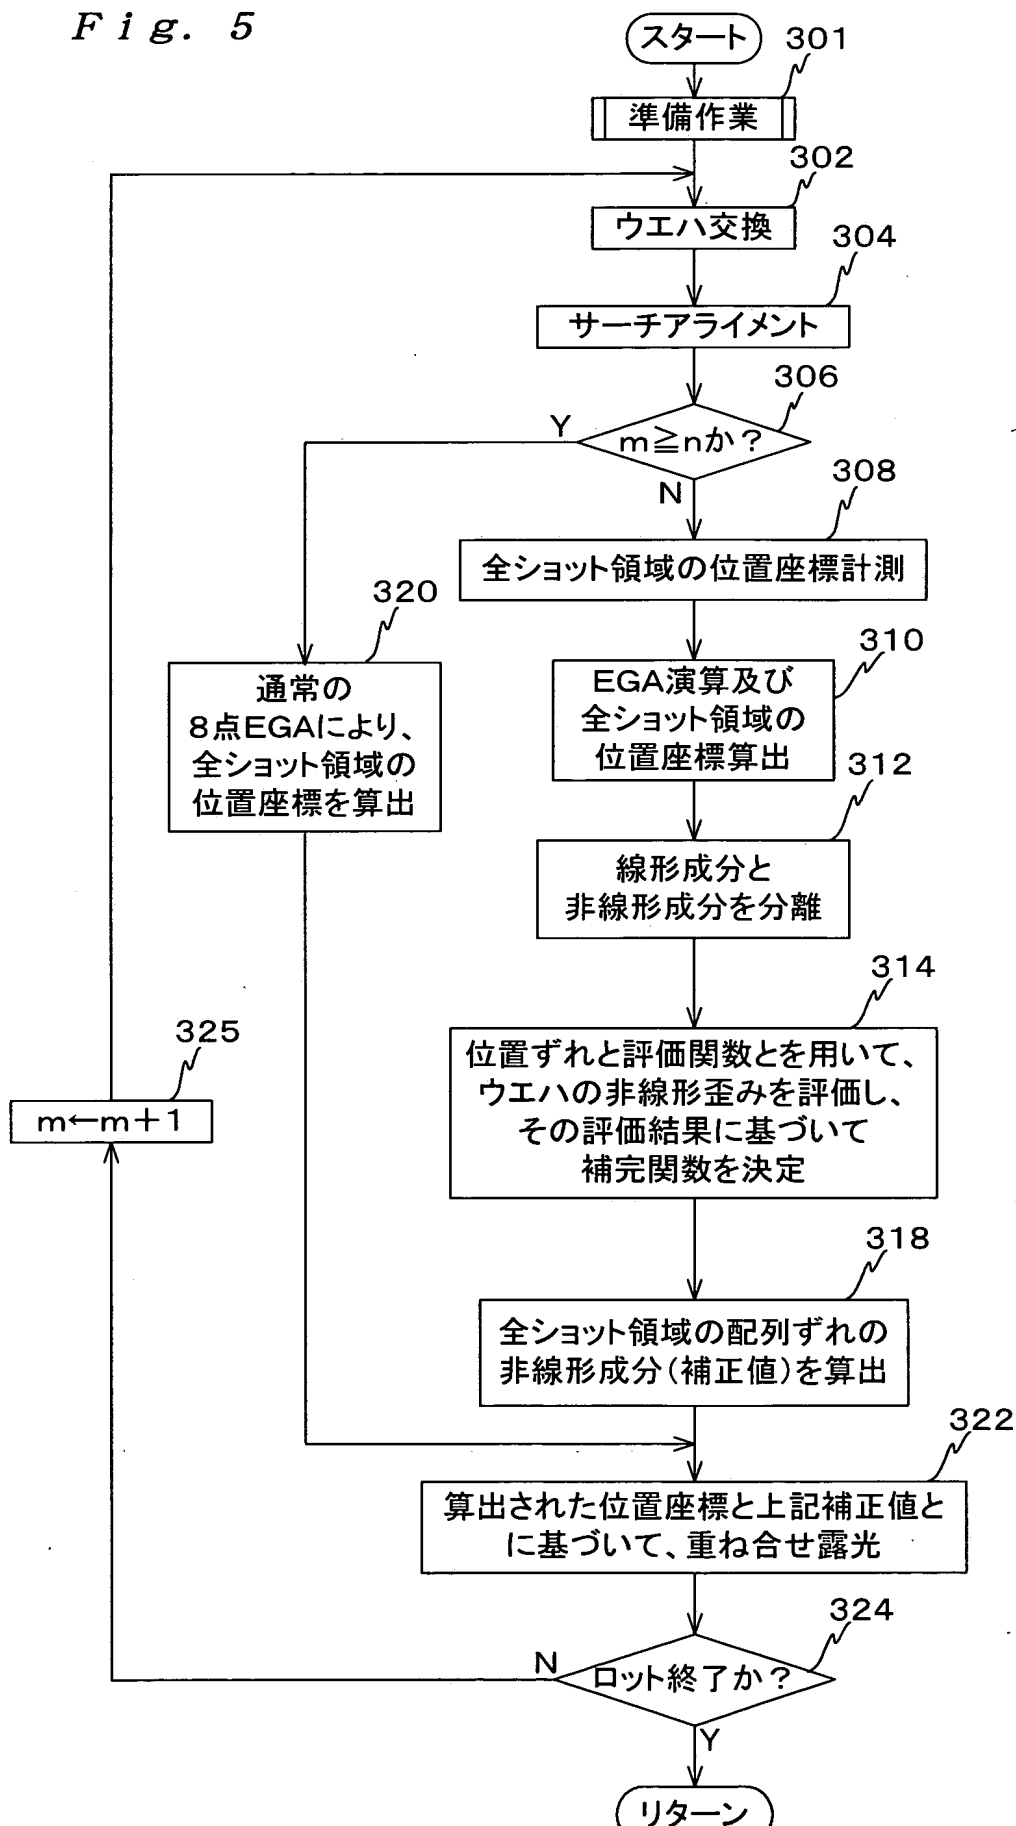 Fig. 5
スタート
301
準備作業
302
ウエハ交換
304
サーチアライメント
306
m≧nか?
Y
N
308
全ショット領域の位置座標計測
320
通常の
8点EGAにより、
全ショット領域の
位置座標を算出
310
EGA演算及び
全ショット領域の
位置座標算出
312
線形成分と
非線形成分を分離
314
位置ずれと評価関数とを用いて、
ウエハの非線形歪みを評価し、
その評価結果に基づいて
補完関数を決定
325
m←m+1
318
全ショット領域の配列ずれの
非線形成分(補正値)を算出
322
算出された位置座標と上記補正値と
に基づいて、重ね合せ露光
324
ロット終了か?
N
Y
リターン